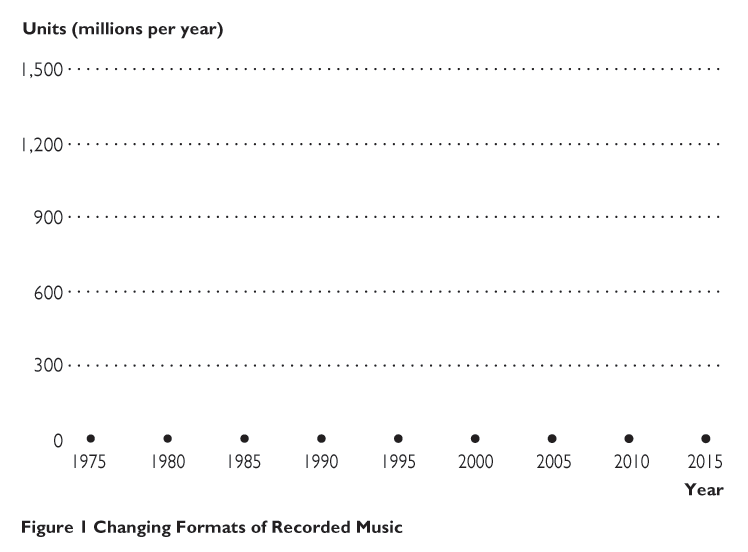 Units (millions per year)
1,500
1,200
900
600
300
0
1975 1980 1985 1990 1995 2000 2005 2010 2015
Year
Figure 1 Changing Formats of Recorded Music